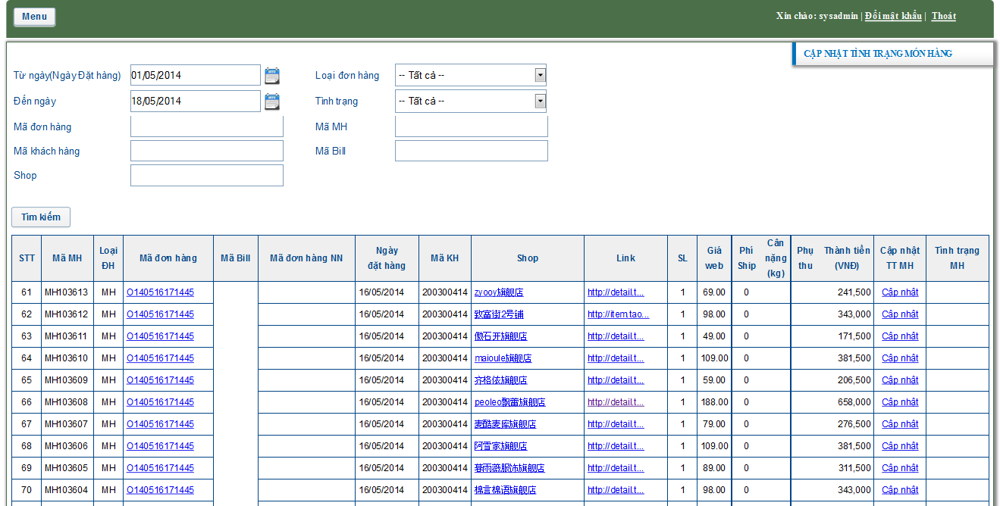 Menu
Xin chào: sysadmin | Đổi mật khẩu | Thoát
CẬP NHẬT TÌNH TRẠNG MÓN HÀNG
Từ ngày(Ngày Đặt hàng) 01/05/2014 Loại đơn hàng -- Tất cả --
Đến ngày 18/05/2014 Tình trạng -- Tất cả --
Mã đơn hàng Mã MH
Mã khách hàng Mã Bill
Shop
Tìm kiếm
STT Mã MH Loại ĐH Mã đơn hàng Mã Bill Mã đơn hàng NN Ngày đặt hàng Mã KH Shop Link SL Giá web Phí Ship Cân nặng (kg) Phụ thu Thành tiền (VNĐ) Cập nhật TT MH Tình trạng MH
61 MH103613 MH O140516171445 16/05/2014 200300414 zyooy旗舰店 http://detail.t... 1 69.00 0 241,500 Cập nhật
62 MH103612 MH O140516171445 16/05/2014 200300414 致富街2号铺 http://item.tao... 1 98.00 0 343,000 Cập nhật
63 MH103611 MH O140516171445 16/05/2014 200300414 傲石开旗舰店 http://detail.t... 1 49.00 0 171,500 Cập nhật
64 MH103610 MH O140516171445 16/05/2014 200300414 maioule旗舰店 http://detail.t... 1 109.00 0 381,500 Cập nhật
65 MH103609 MH O140516171445 16/05/2014 200300414 齐格依旗舰店 http://detail.t... 1 59.00 0 206,500 Cập nhật
66 MH103608 MH O140516171445 16/05/2014 200300414 peoleo飘蕾旗舰店 http://detail.t... 1 188.00 0 658,000 Cập nhật
67 MH103607 MH O140516171445 16/05/2014 200300414 麦酷麦库旗舰店 http://detail.t... 1 79.00 0 276,500 Cập nhật
68 MH103606 MH O140516171445 16/05/2014 200300414 阿雪家旗舰店 http://detail.t... 1 109.00 0 381,500 Cập nhật
69 MH103605 MH O140516171445 16/05/2014 200300414 暮雨薇服饰旗舰店 http://detail.t... 1 89.00 0 311,500 Cập nhật
70 MH103604 MH O140516171445 16/05/2014 200300414 棉言棉语旗舰店 http://detail.t... 1 98.00 0 343,000 Cập nhật